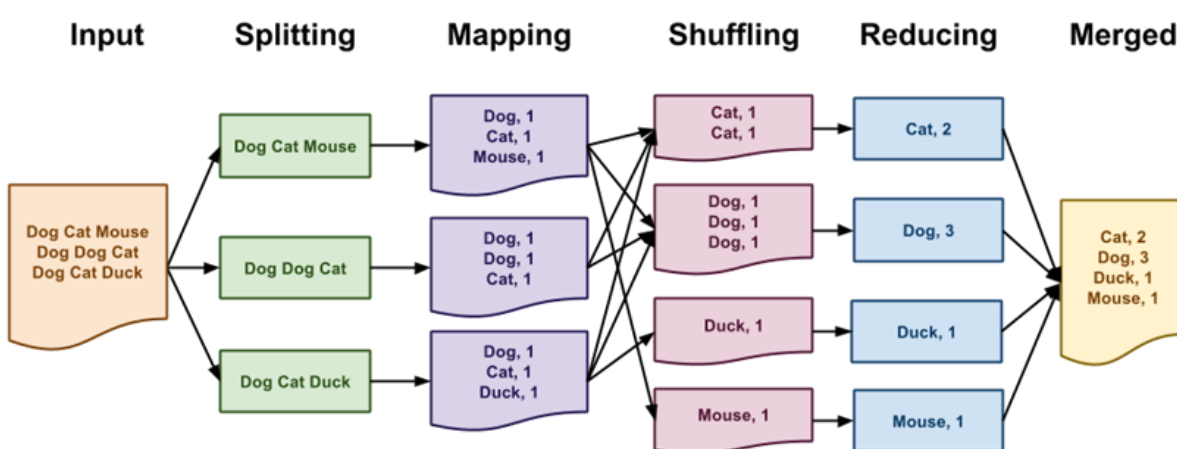 Input
Splitting
Mapping
Shuffling
Reducing
Merged
Dog Cat Mouse
Dog Dog Cat
Dog Cat Duck
Dog Cat Mouse
Dog Dog Cat
Dog Cat Duck
Dog, 1
Cat, 1
Mouse, 1
Dog, 1
Dog, 1
Cat, 1
Dog, 1
Cat, 1
Duck, 1
Cat, 1
Cat, 1
Dog, 1
Dog, 1
Dog, 1
Duck, 1
Mouse, 1
Cat, 2
Dog, 3
Duck, 1
Mouse, 1
Cat, 2
Dog, 3
Duck, 1
Mouse, 1